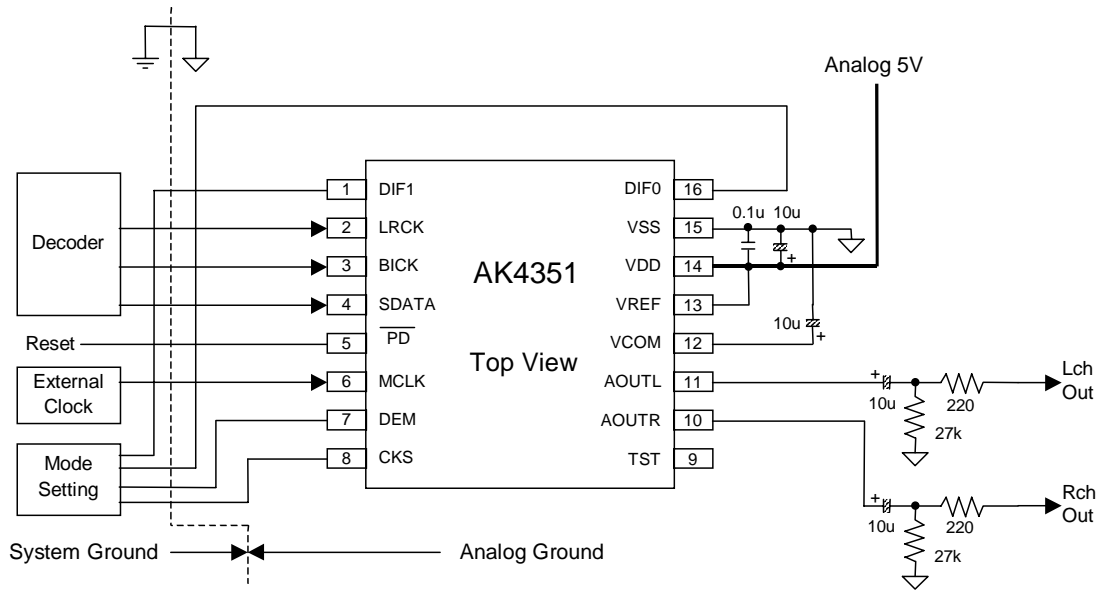 Analog 5V
Decoder
1
DIF1
DIF0
16
2
LRCK
VSS
15
0.1u
10u
+
3
BICK
AK4351
VDD
14
4
SDATA
VREF
13
Reset
5
PD
Top View
VCOM
12
10u
+
External
Clock
6
MCLK
AOUTL
11
+
10u
220
27k
Lch
Out
7
DEM
AOUTR
10
Mode
Setting
8
CKS
TST
9
+
10u
220
27k
Rch
Out
System Ground
Analog Ground